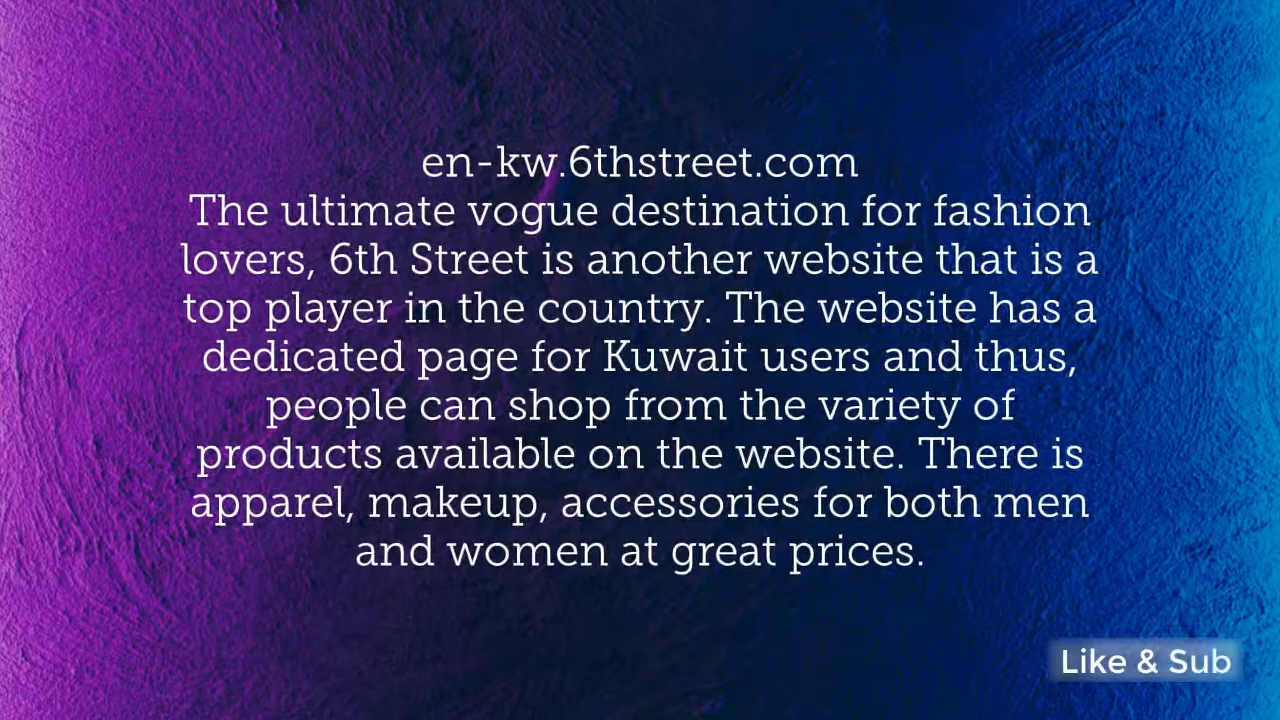 en-kw.6thstreet.com
The ultimate vogue destination for fashion
lovers, 6th Street is another website that is a
top player in the country. The website has a
dedicated page for Kuwait users and thus,
people can shop from the variety of
products available on the website. There is
apparel, makeup, accessories for both men
and women at great prices.
Like & Sub